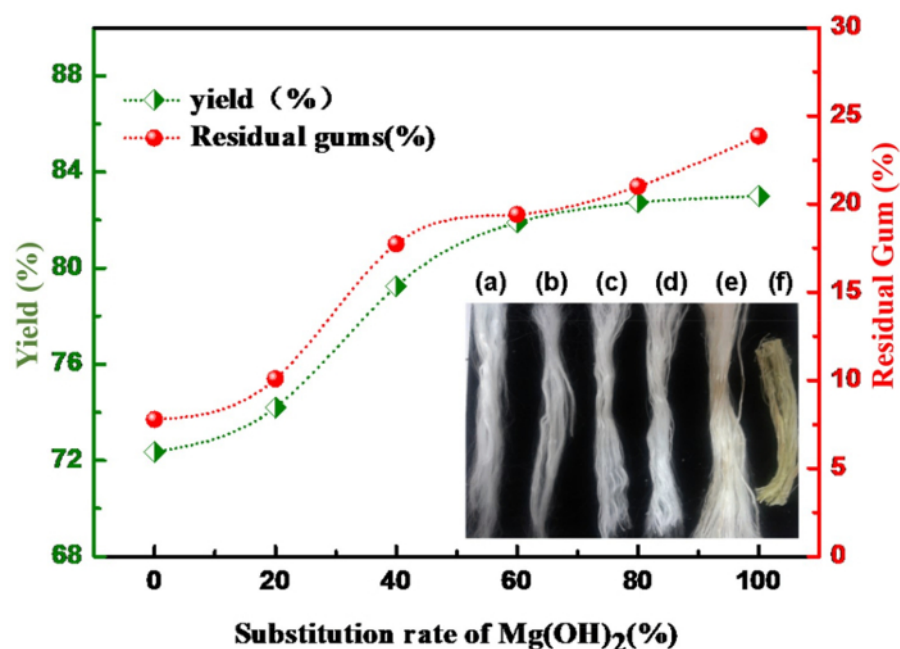 88
84
80
76
72
68
Yield (%)
yield（%）
Residual gums(%)
30
25
20
15
10
5
0
Residual Gum (%)
(a) (b) (c) (d) (e) (f)
0 20 40 60 80 100
Substitution rate of Mg(OH)₂(%)